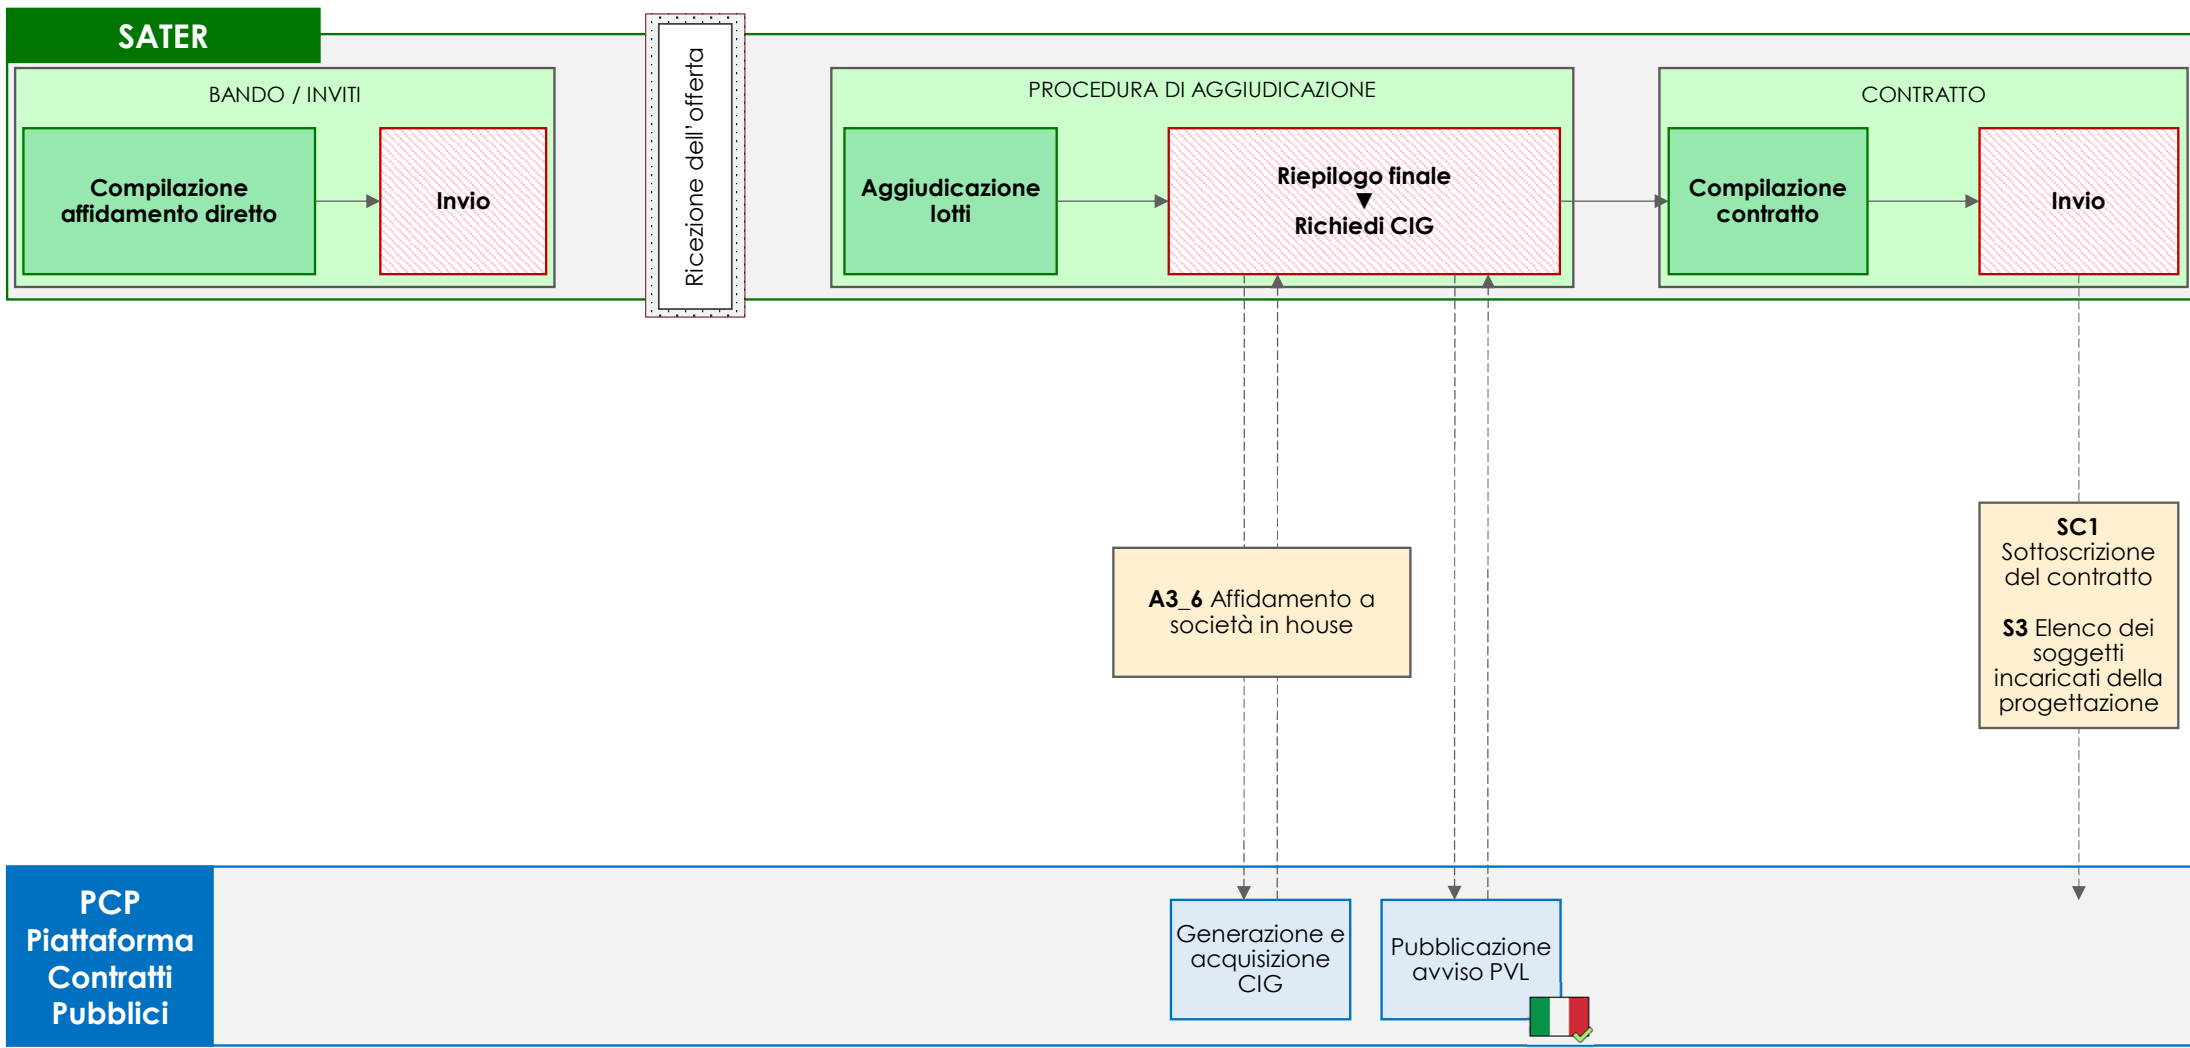 SATER
BANDO / INVITI
Compilazione
affidamento diretto
Invio
Ricezione dell'offerta
PROCEDURA DI AGGIUDICAZIONE
Aggiudicazione
lotti
Riepilogo finale
▼
Richiedi CIG
CONTRATTO
Compilazione
contratto
Invio
A3_6 Affidamento a
società in house
SC1
Sottoscrizione
del contratto
S3 Elenco dei
soggetti
incaricati della
progettazione
PCP
Piattaforma
Contratti
Pubblici
Generazione e
acquisizione
CIG
Pubblicazione
avviso PVL